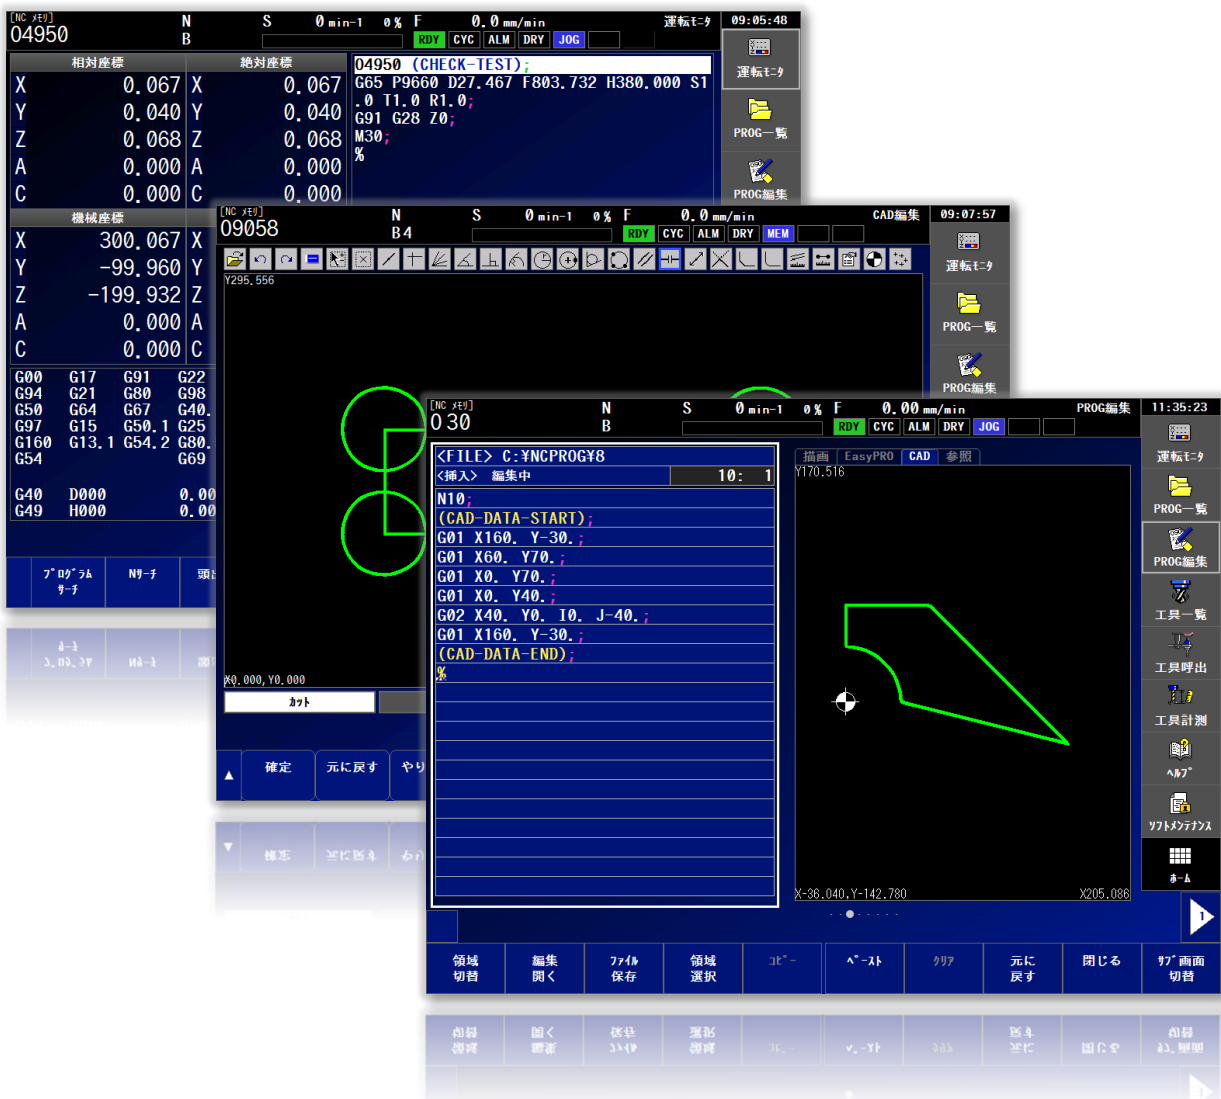 [NC ﾒﾓﾘ]
O4950
N
B
S
0 min-1
0 %
F
0.0 mm/min
運転ﾓﾆﾀ
09:05:48
RDY CYC ALM DRY JOG
相対座標
絶対座標
X 0.067 X 0.067
Y 0.040 Y 0.040
Z 0.068 Z 0.068
A 0.000 A 0.000
C 0.000 C 0.000
O4950 (CHECK-TEST);
G65 P9660 D27.467 F803.732 H380.000 S1
.0 T1.0 R1.0;
G91 G28 Z0;
M30;
%
運転ﾓﾆﾀ
PROG一覧
PROG編集
機械座標
X 300.067 X
Y -99.960 Y
Z -199.932 Z
A 0.000 A
C 0.000 C
G00 G17 G91 G22
G94 G21 G80 G98
G50 G64 G67 G40.
G97 G15 G50.1 G25
G160 G13.1 G54.2 G80.
G54 G69
G40 D000 0.00
G49 H000 0.00
ﾌﾟﾛｸﾞﾗﾑ
ｻｰﾁ
Nｻｰﾁ
頭出
[NC ﾒﾓﾘ]
O9058
N
B4
S
0 min-1
0 %
F
0.0 mm/min
CAD編集
09:07:57
RDY CYC ALM DRY MEM
Y295.556
X0.000,Y0.000
運転ﾓﾆﾀ
PROG一覧
PROG編集
ｶｯﾄ
▲
確定
元に戻す
やり
[NC ﾒﾓﾘ]
O30
N
B
S
0 min-1
0 %
F
0.00 mm/min
PROG編集
11:35:23
RDY CYC ALM DRY JOG
<FILE> C:¥NCPROG¥8
<挿入> 編集中
10: 1
N10;
(CAD-DATA-START);
G01 X160. Y-30.;
G01 X60. Y70.;
G01 X0. Y70.;
G01 X0. Y40.;
G02 X40. Y0. I0. J-40.;
G01 X160. Y-30.;
(CAD-DATA-END);
%
描画 EasyPRO CAD 参照
Y170.516
X-36.040,Y-142.780
X205.086
運転ﾓﾆﾀ
PROG一覧
PROG編集
工具一覧
工具呼出
工具計測
ﾍﾙﾌﾟ
ｿﾌﾄﾒﾝﾃﾅﾝｽ
ﾎｰﾑ
1
領域
切替
編集
開く
ﾌｧｲﾙ
保存
領域
選択
ｺﾋﾟｰ
ﾍﾟｰｽﾄ
ｸﾘｱ
元に
戻す
閉じる
ｻﾌﾞ画面
切替